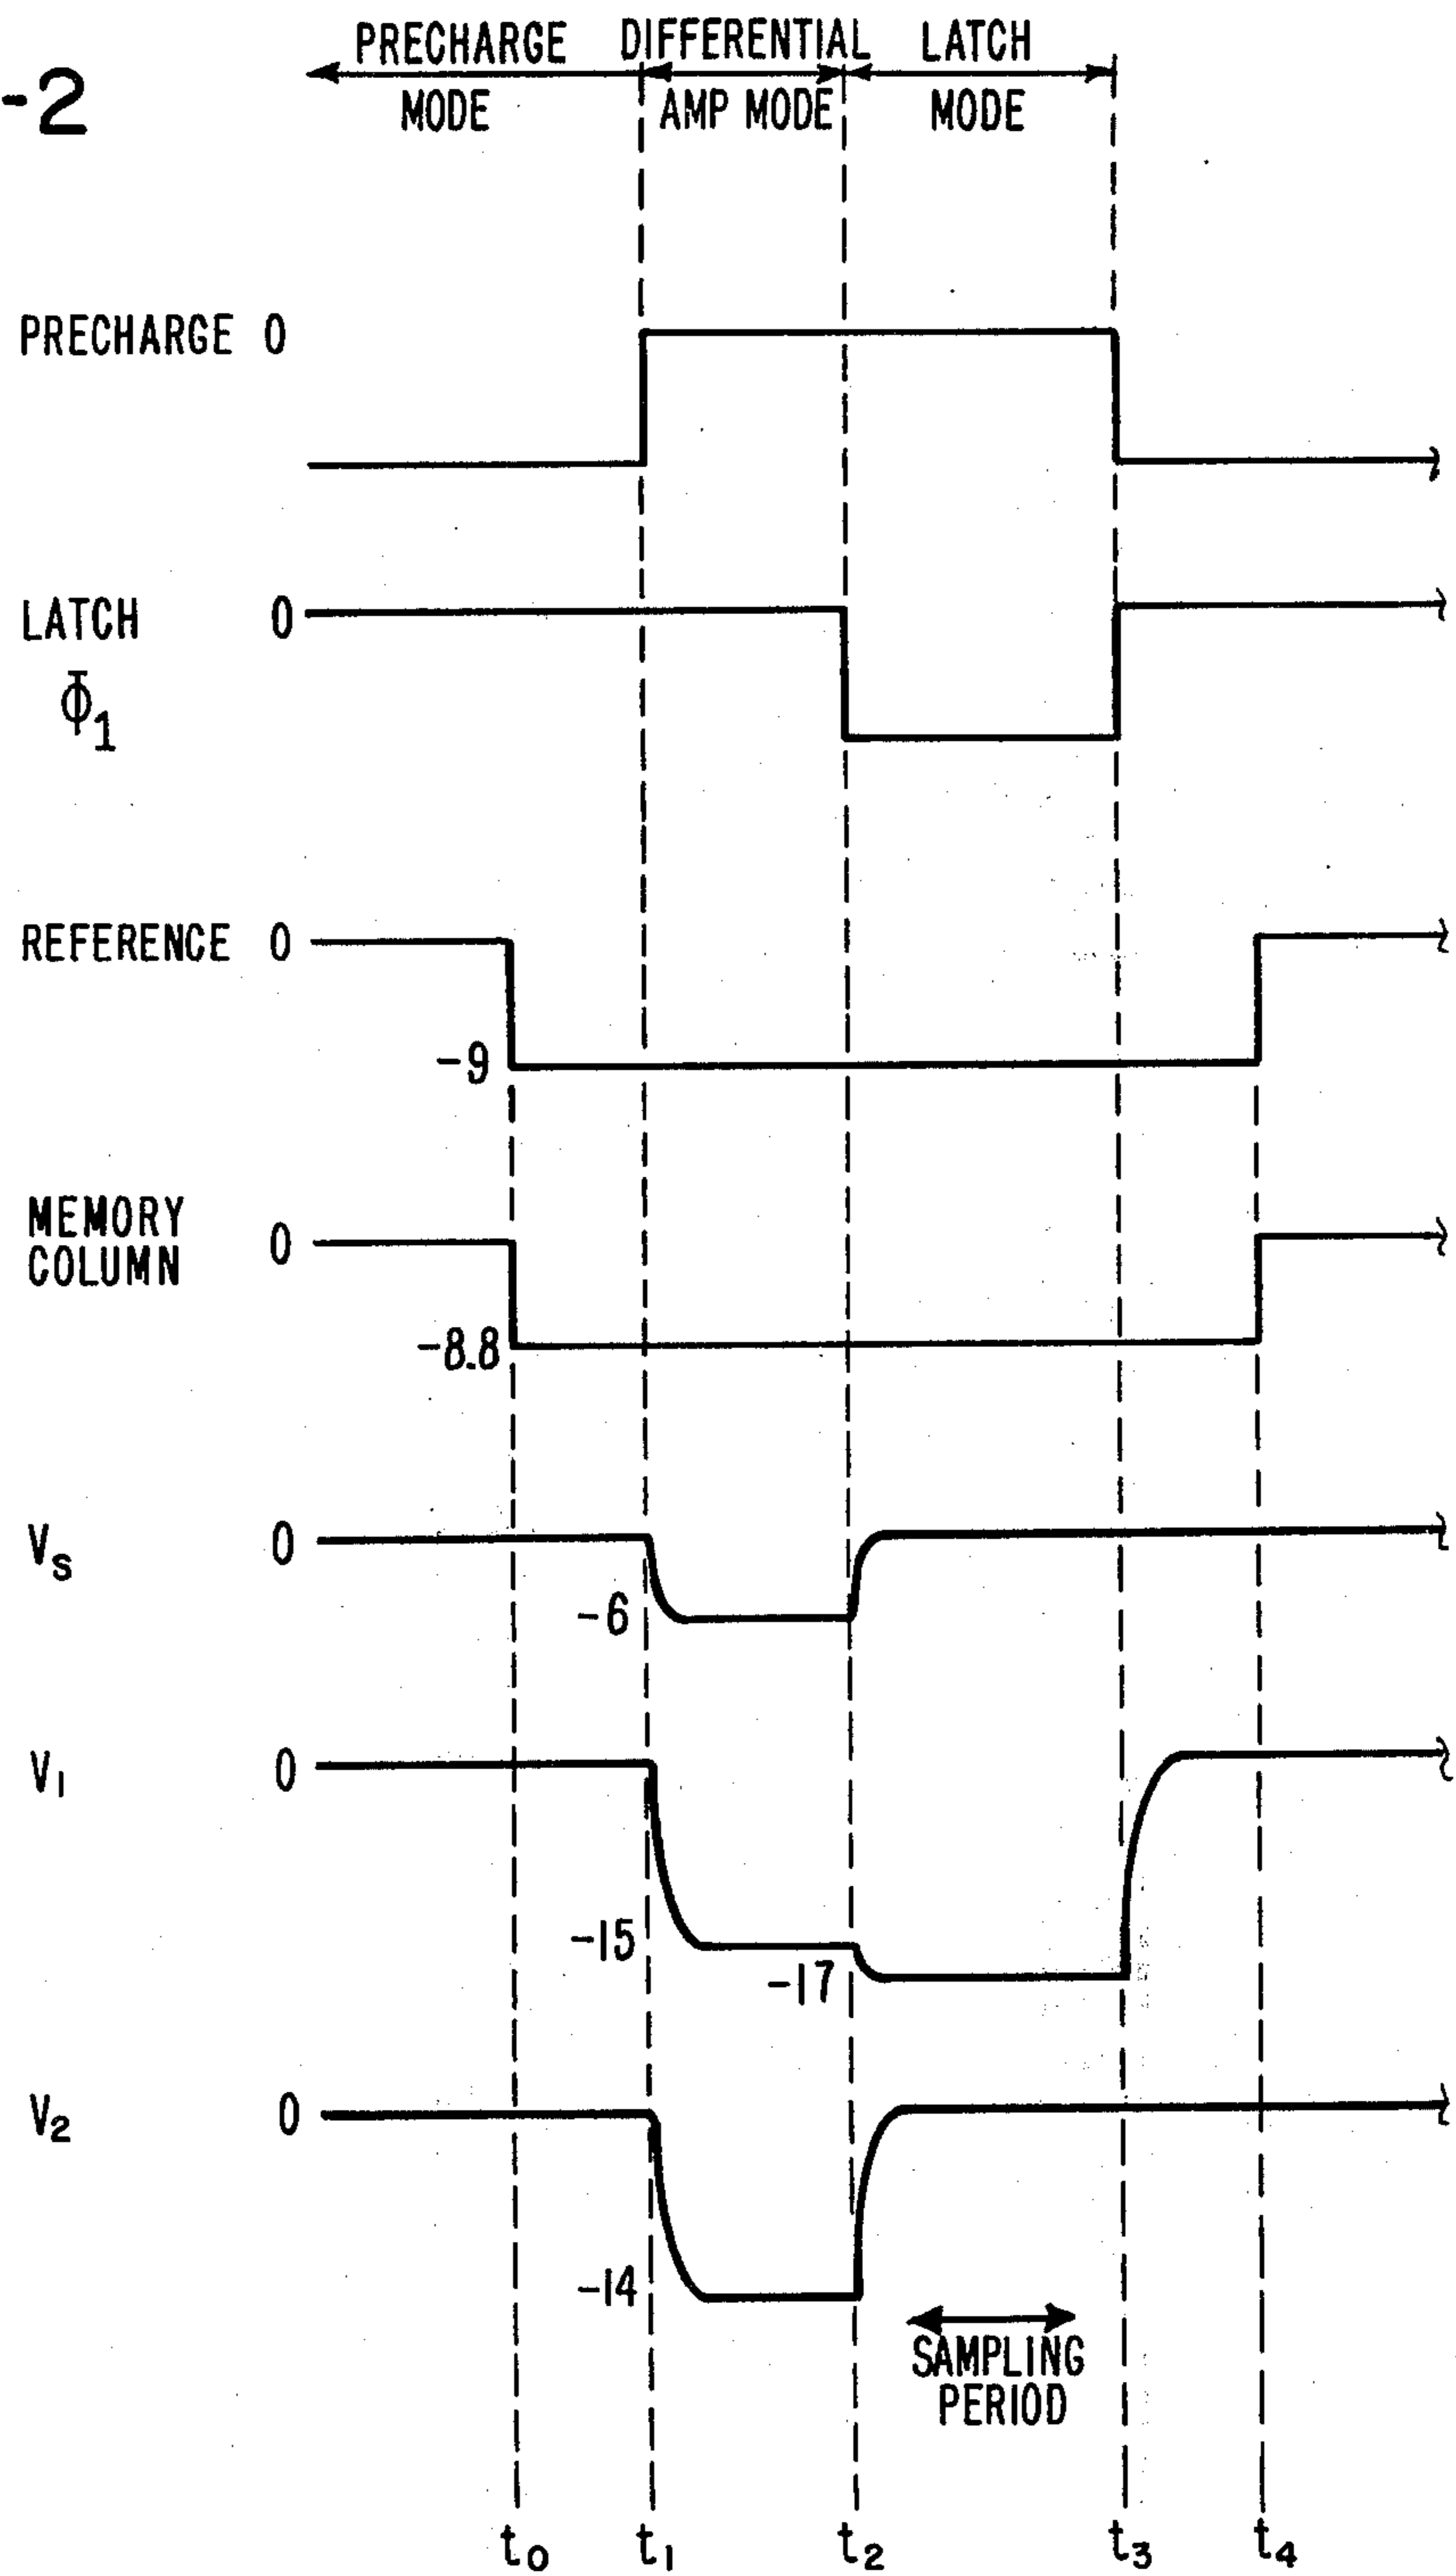 -2
PRECHARGE MODE
DIFFERENTIAL AMP MODE
LATCH MODE
PRECHARGE 0
LATCH 0
Φ1
REFERENCE 0
-9
MEMORY
COLUMN 0
-8.8
VS 0
-6
V1 0
-15
-17
V2 0
-14
SAMPLING
PERIOD
t0 t1 t2 t3 t4